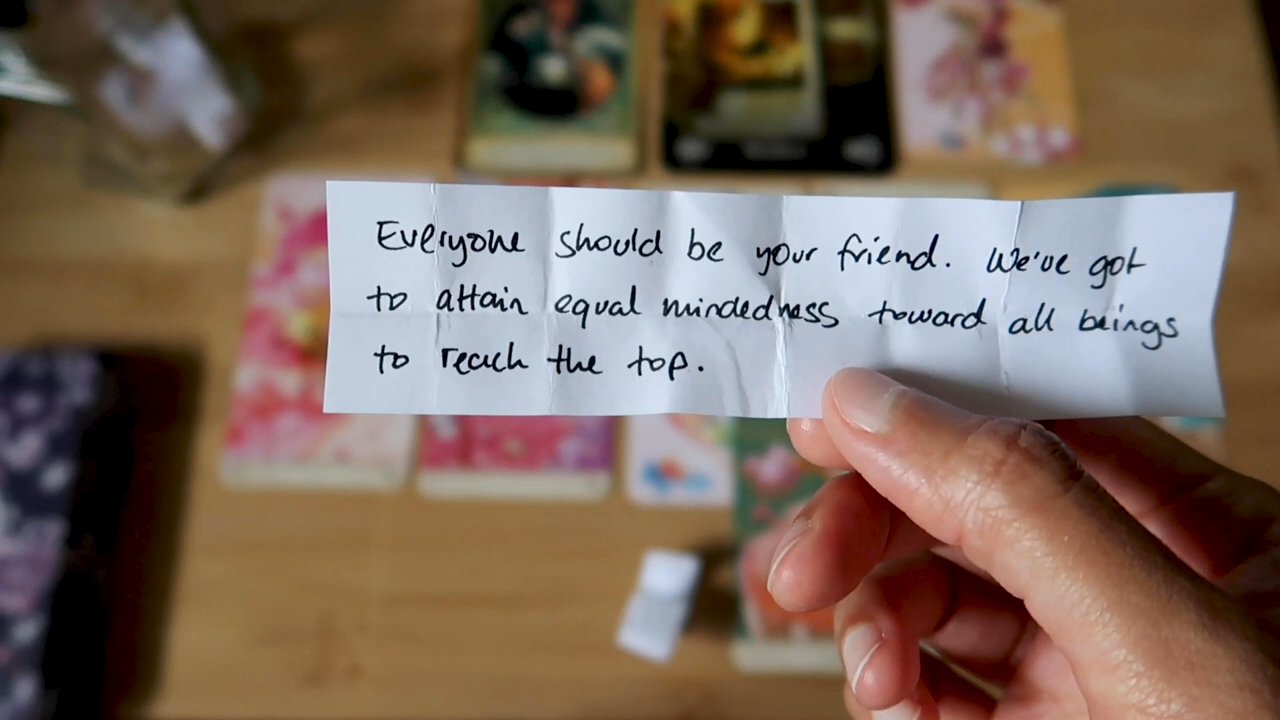 Everyone should be your friend. We've got
to attain equal mindedness toward all beings
to reach the top.